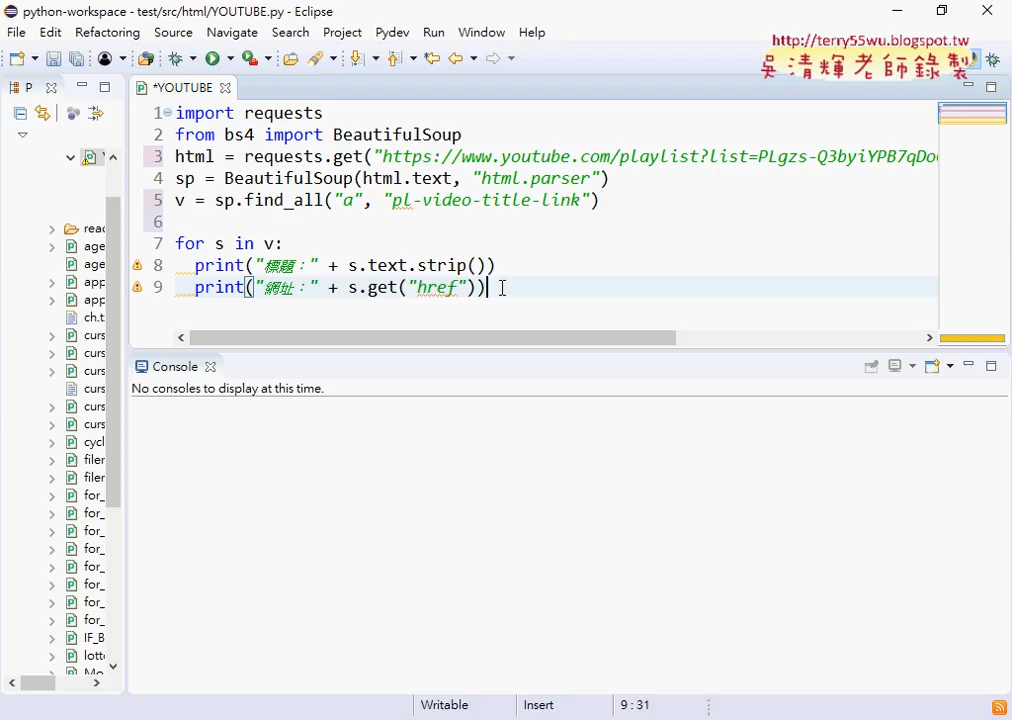 python-workspace - test/src/html/YOUTUBE.py - Eclipse
File Edit Refactoring Source Navigate Search Project Pydev Run Window Help
http://terry55wu.blogspot.tw
吳清輝老師錄製
P
*YOUTUBE
1 import requests
2 from bs4 import BeautifulSoup
3 html = requests.get("https://www.youtube.com/playlist?list=PLgzs-Q3byiYPB7qDo
4 sp = BeautifulSoup(html.text, "html.parser")
5 v = sp.find_all("a", "pl-video-title-link")
6
7 for s in v:
8 print("標題：" + s.text.strip())
9 print("網址：" + s.get("href"))
reac
age
age
app
app
ch.t
curs
curs
curs
curs
curs
curs
cycl
filer
filer
for_
for_
for_
for_
for_
for_
for_
for_
IF_B
lott
Mo
Console
No consoles to display at this time.
Writable Insert 9 : 31